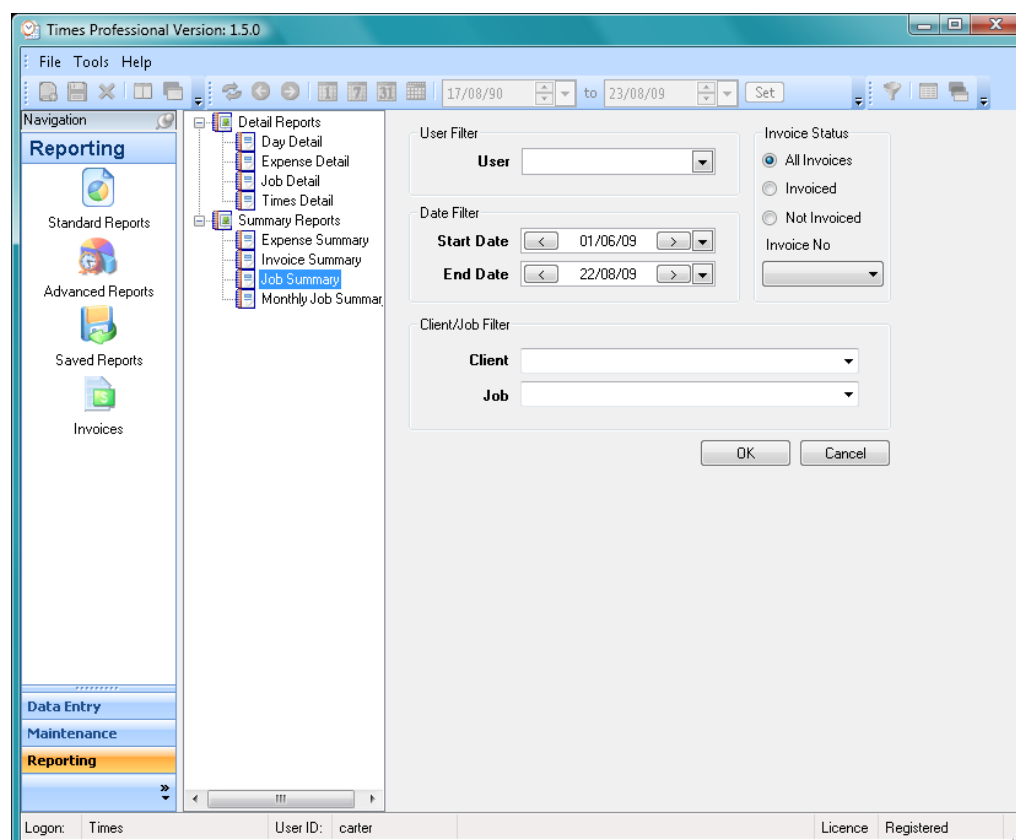 Times Professional Version: 1.5.0
File Tools Help
1 7 31 17/08/90 to 23/08/09 Set
Navigation
Reporting
Standard Reports
Advanced Reports
Saved Reports
Invoices
Data Entry
Maintenance
Reporting
Detail Reports
Day Detail
Expense Detail
Job Detail
Times Detail
Summary Reports
Expense Summary
Invoice Summary
Job Summary
Monthly Job Summar
User Filter
User
Date Filter
Start Date < 01/06/09 >
End Date < 22/08/09 >
Invoice Status
All Invoices
Invoiced
Not Invoiced
Invoice No
Client/Job Filter
Client
Job
OK Cancel
Logon: Times User ID: carter Licence Registered